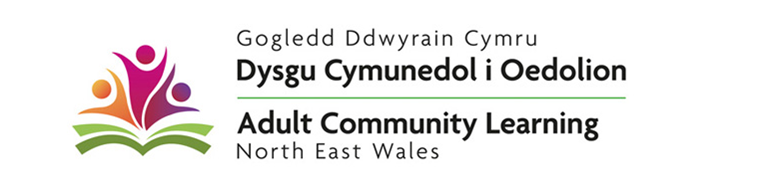 Gogledd Ddwyrain Cymru
Dysgu Cymunedol i Oedolion
Adult Community Learning
North East Wales